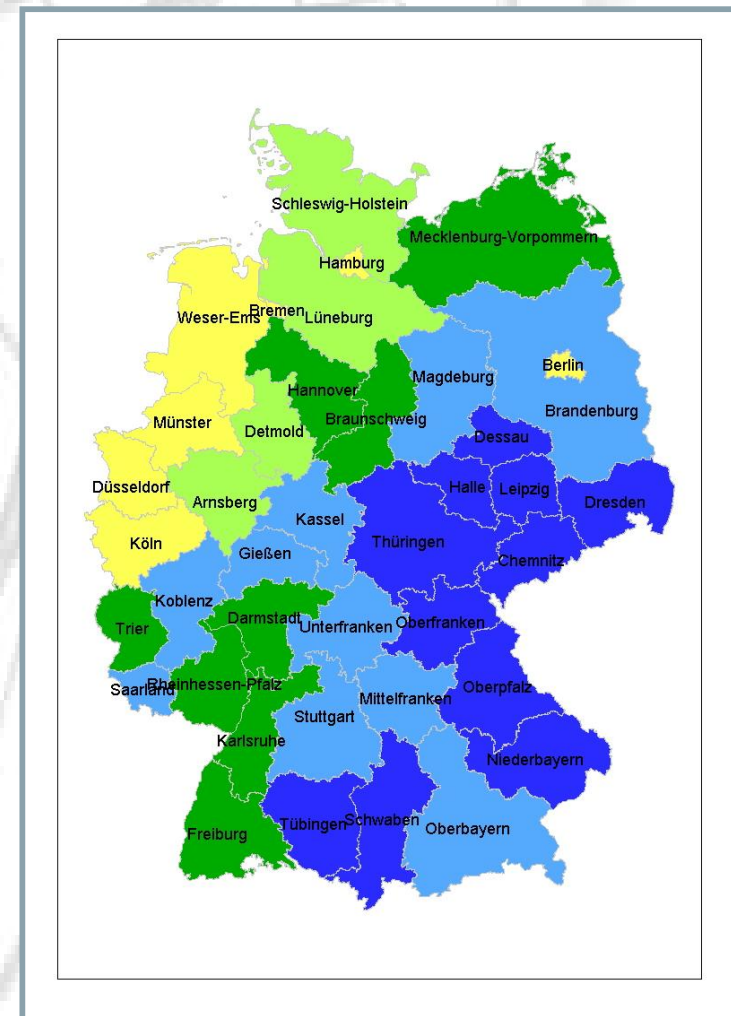 Schleswig-Holstein
Mecklenburg-Vorpommern
Hamburg
Bremen
Weser-Ems
Lüneburg
Berlin
Magdeburg
Hannover
Brandenburg
Braunschweig
Münster
Detmold
Dessau
Düsseldorf
Halle
Leipzig
Arnsberg
Dresden
Kassel
Köln
Thüringen
Gießen
Chemnitz
Koblenz
Darmstadt
Oberfranken
Trier
Unterfranken
Rheinhessen-Pfalz
Oberpfalz
Saarland
Mittelfranken
Stuttgart
Karlsruhe
Niederbayern
Schwaben
Tübingen
Oberbayern
Freiburg